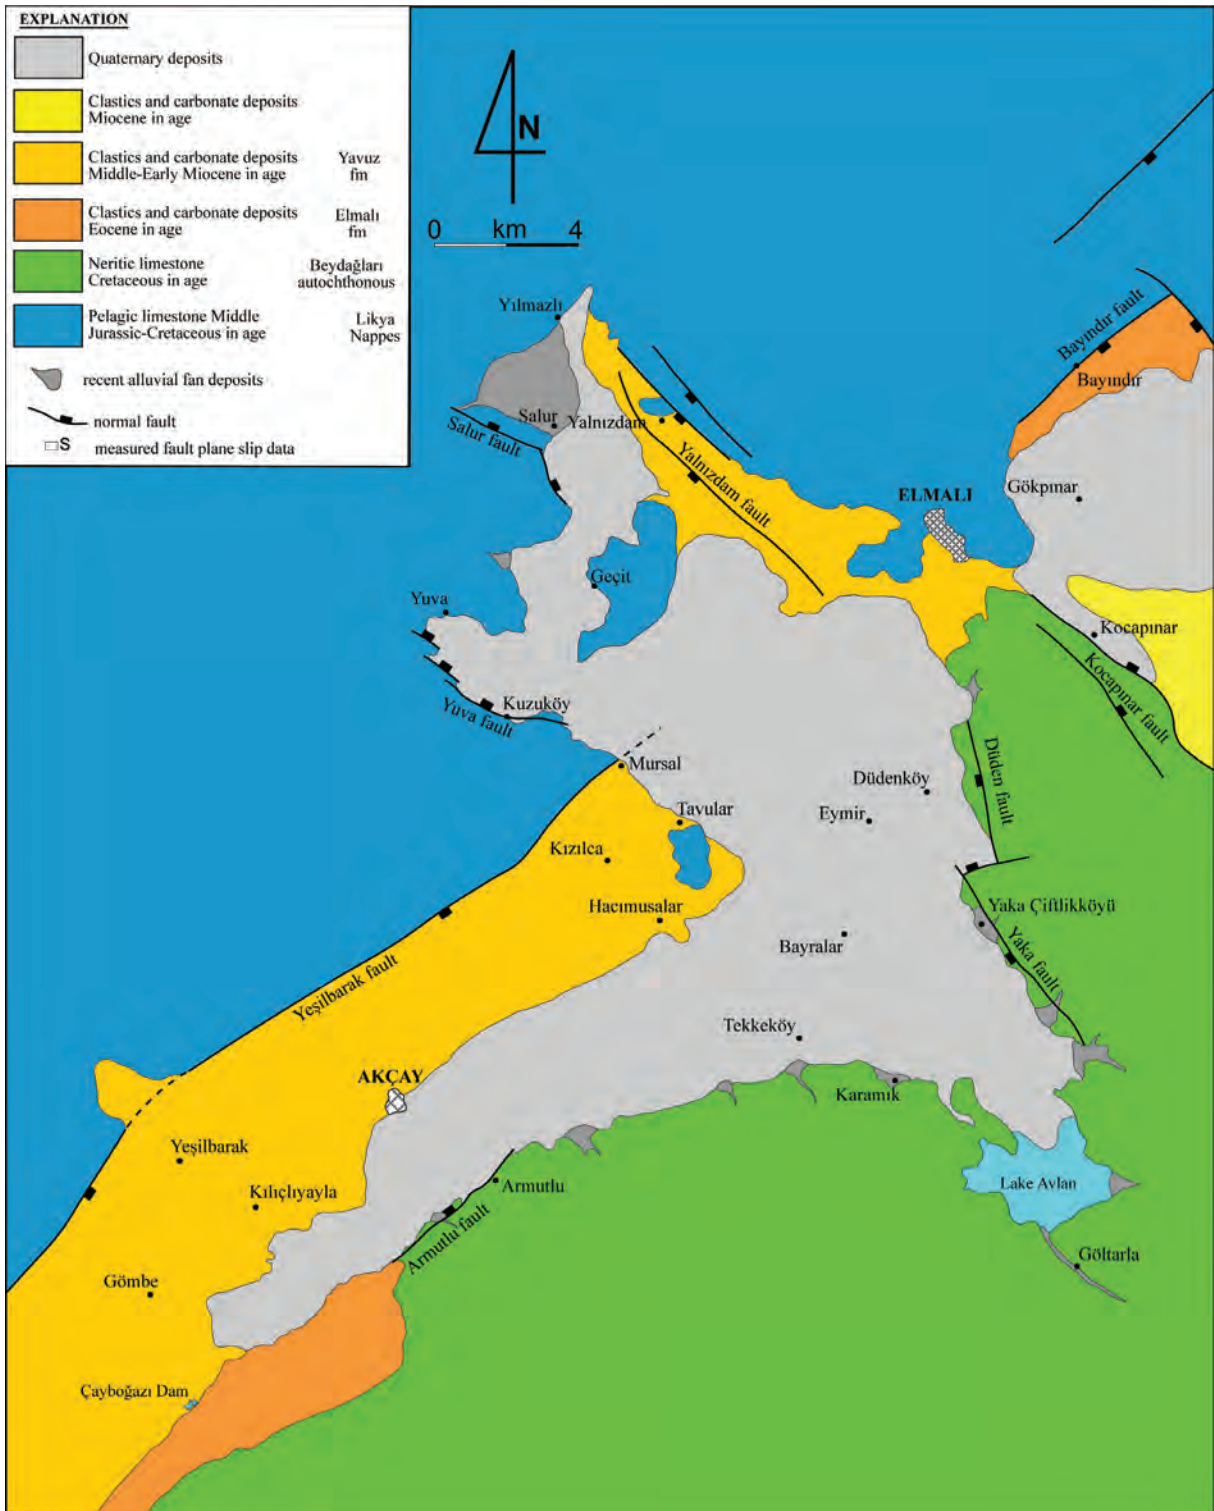 EXPLANATION
Quaternary deposits
Clastics and carbonate deposits
Miocene in age
Clastics and carbonate deposits
Middle-Early Miocene in age
Yavuz
fm
Clastics and carbonate deposits
Eocene in age
Elmalı
fm
Neritic limestone
Cretaceous in age
Beydağları
autochthonous
Pelagic limestone Middle
Jurassic-Cretaceous in age
Likya
Nappes
recent alluvial fan deposits
normal fault
S
measured fault plane slip data
N
0 km 4
Yılmazlı
Bayındır fault
Bayındır
Salur
Yalnızdam
Salur fault
Yalnızdam fault
ELMALI
Gökpınar
Geçit
Yuva
Kocapınar
Kocapınar fault
Kuzuköy
Yuva fault
Mursal
Düden fault
Düdenköy
Tavular
Eymir
Kızılca
Hacımusalar
Yaka Çiftlikköyü
Bayralar
Yaka fault
Yeşilbarak fault
Tekkeköy
AKÇAY
Karamık
Yeşilbarak
Armutlu
Lake Avlan
Kılıçlıyayla
Armutlu fault
Göltarla
Gömbe
Çayboğazı Dam